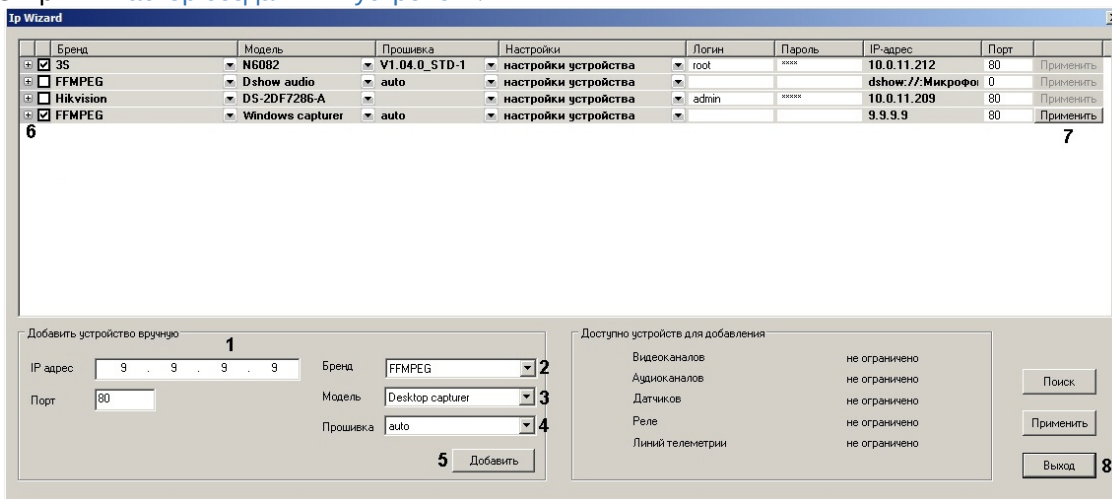 Ip Wizard
Бренд Модель Прошивка Настройки Логин Пароль IP-адрес Порт
3S N6082 V1.04.0_STD-1 настройки устройства root **** 10.0.11.212 80 Применить
FFMPEG Dshow audio auto настройки устройства dshow://:Микрофо 0 Применить
Hikvision DS-2DF7286-A настройки устройства admin ***** 10.0.11.209 80 Применить
FFMPEG Windows capturer auto настройки устройства 9.9.9.9 80 Применить
6 7
Добавить устройство вручную
1
IP адрес 9 . 9 . 9 . 9
Порт 80
Бренд FFMPEG 2
Модель Desktop capturer 3
Прошивка auto 4
5 Добавить
Доступно устройств для добавления
Видеоканалов не ограничено
Аудиоканалов не ограничено
Датчиков не ограничено
Реле не ограничено
Линий телеметрии не ограничено
Поиск
Применить
Выход 8